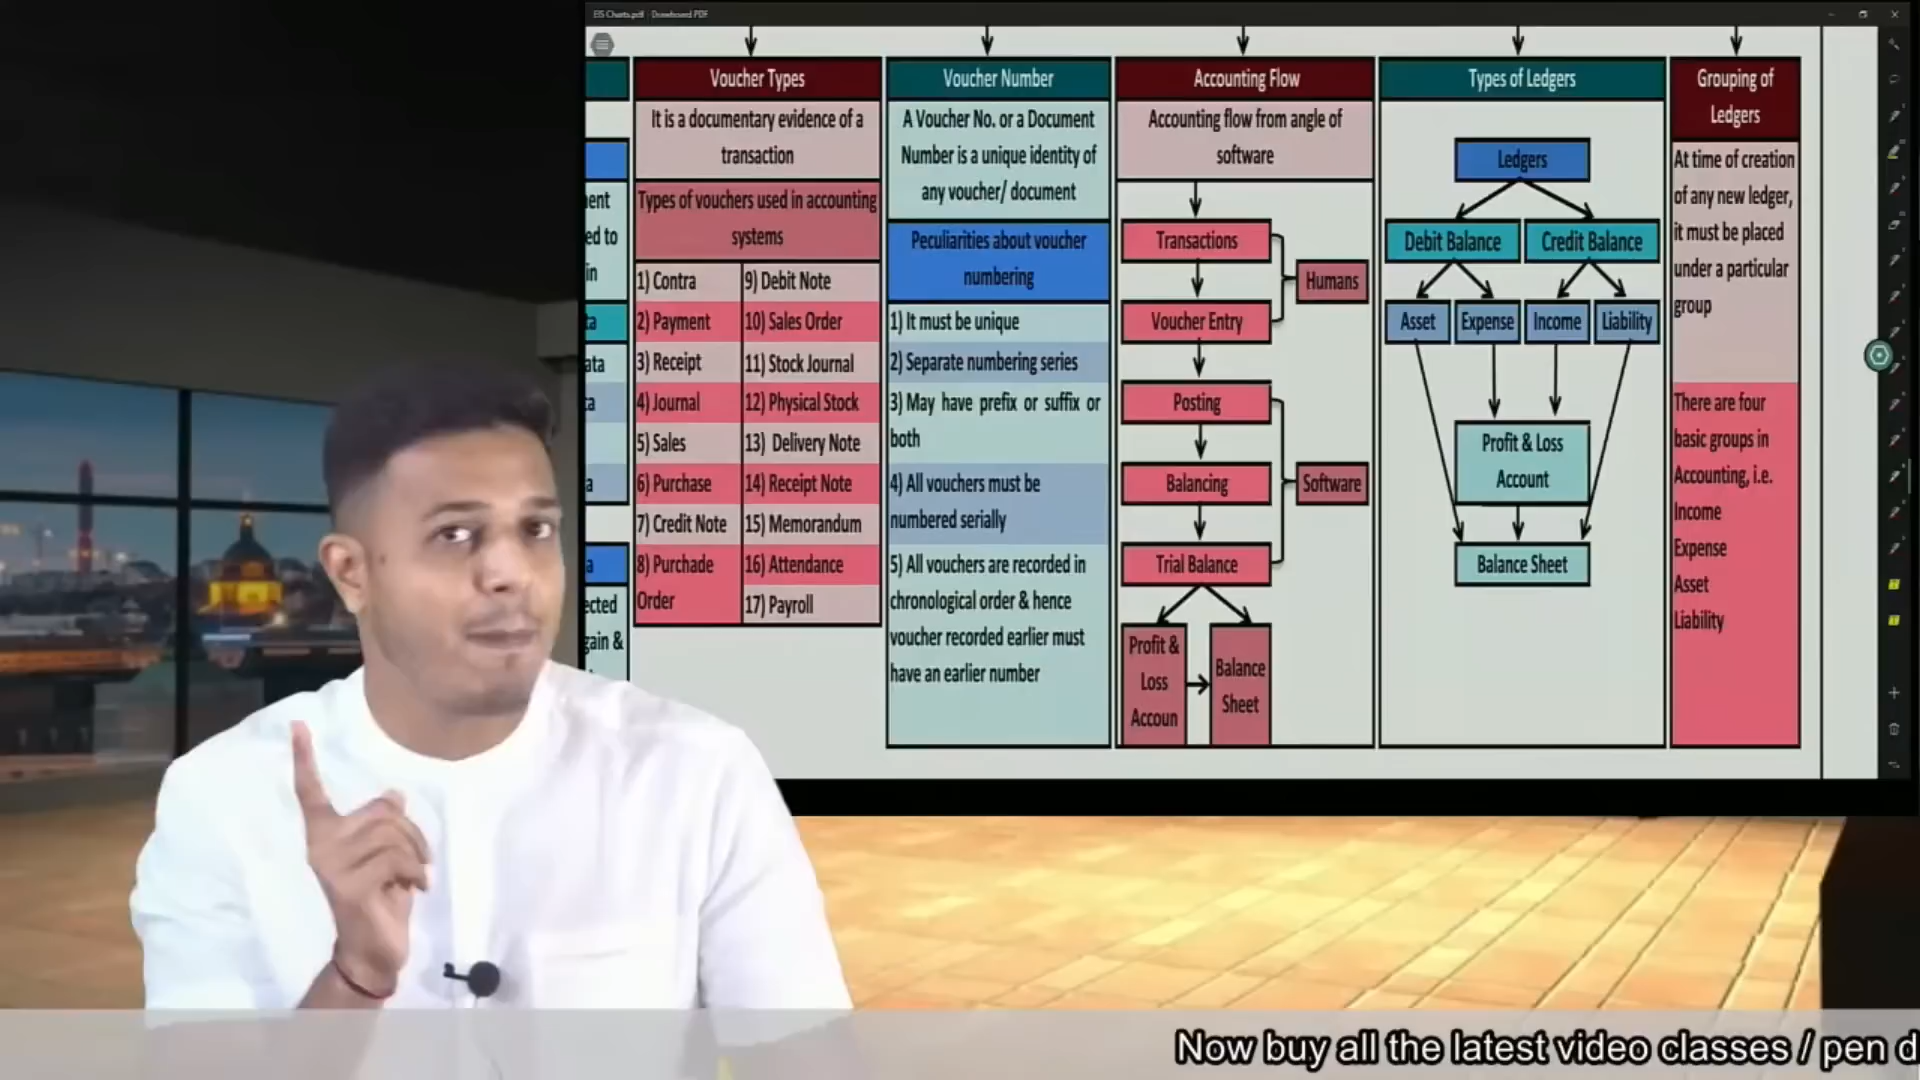 EIS Charts.pdf | Drawboard PDF
Voucher Types
It is a documentary evidence of a
transaction
Types of vouchers used in accounting
systems
1) Contra
2) Payment
3) Receipt
4) Journal
5) Sales
6) Purchase
7) Credit Note
8) Purchade
Order
9) Debit Note
10) Sales Order
11) Stock Journal
12) Physical Stock
13) Delivery Note
14) Receipt Note
15) Memorandum
16) Attendance
17) Payroll
Voucher Number
A Voucher No. or a Document
Number is a unique identity of
any voucher/ document
Peculiarities about voucher
numbering
1) It must be unique
2) Separate numbering series
3) May have prefix or suffix or
both
4) All vouchers must be
numbered serially
5) All vouchers are recorded in
chronological order & hence
voucher recorded earlier must
have an earlier number
Accounting Flow
Accounting flow from angle of
software
Transactions
Humans
Voucher Entry
Posting
Balancing
Software
Trial Balance
Profit &
Loss
Accoun
Balance
Sheet
Types of Ledgers
Ledgers
Debit Balance
Credit Balance
Asset
Expense
Income
Liability
Profit & Loss
Account
Balance Sheet
Grouping of
Ledgers
At time of creation
of any new ledger,
it must be placed
under a particular
group
There are four
basic groups in
Accounting, i.e.
Income
Expense
Asset
Liability
Now buy all the latest video classes / pen d